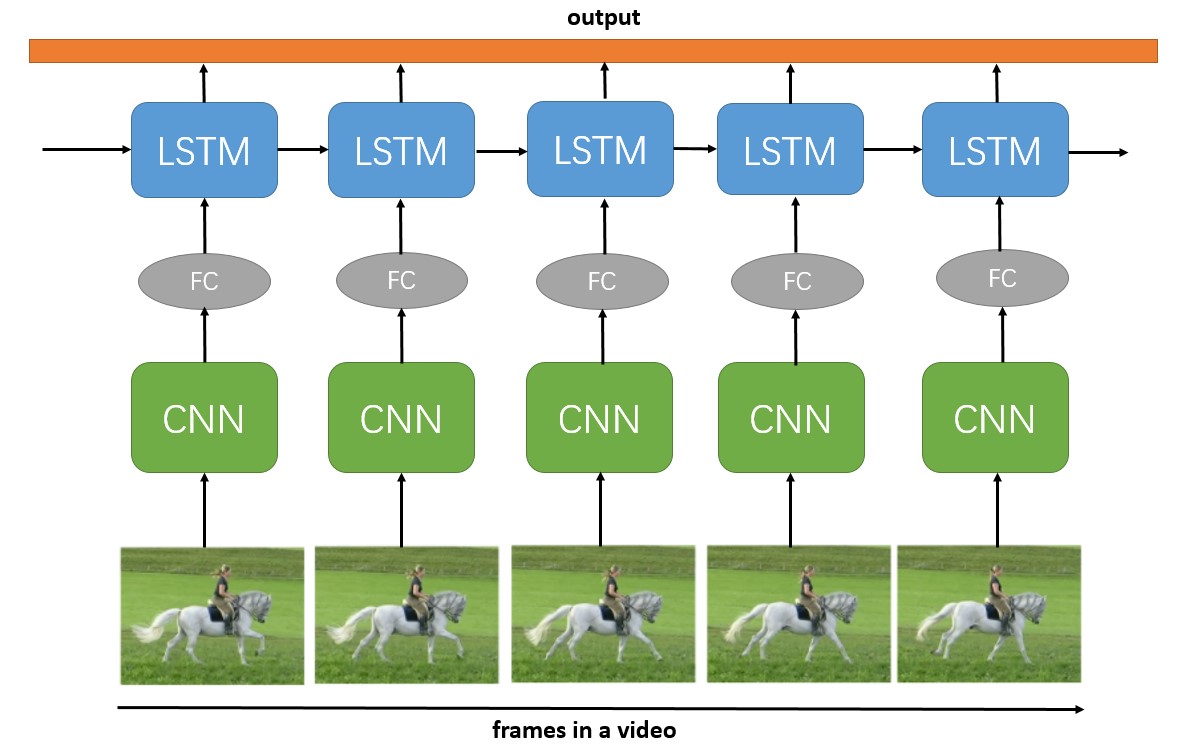 output
LSTM LSTM LSTM LSTM LSTM
FC FC FC FC FC
CNN CNN CNN CNN CNN
frames in a video